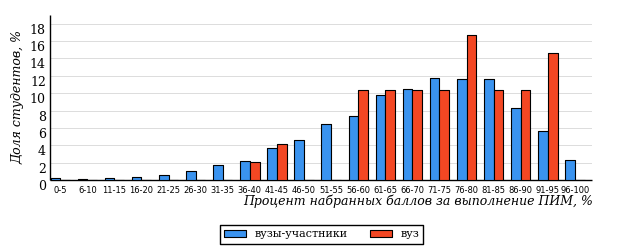 Доля студентов, %
18
16
14
12
10
8
6
4
2
0
0-5 6-10 11-15 16-20 21-25 26-30 31-35 36-40 41-45 46-50 51-55 56-60 61-65 66-70 71-75 76-80 81-85 86-90 91-95 96-100
Процент набранных баллов за выполнение ПИМ, %
вузы-участники вуз